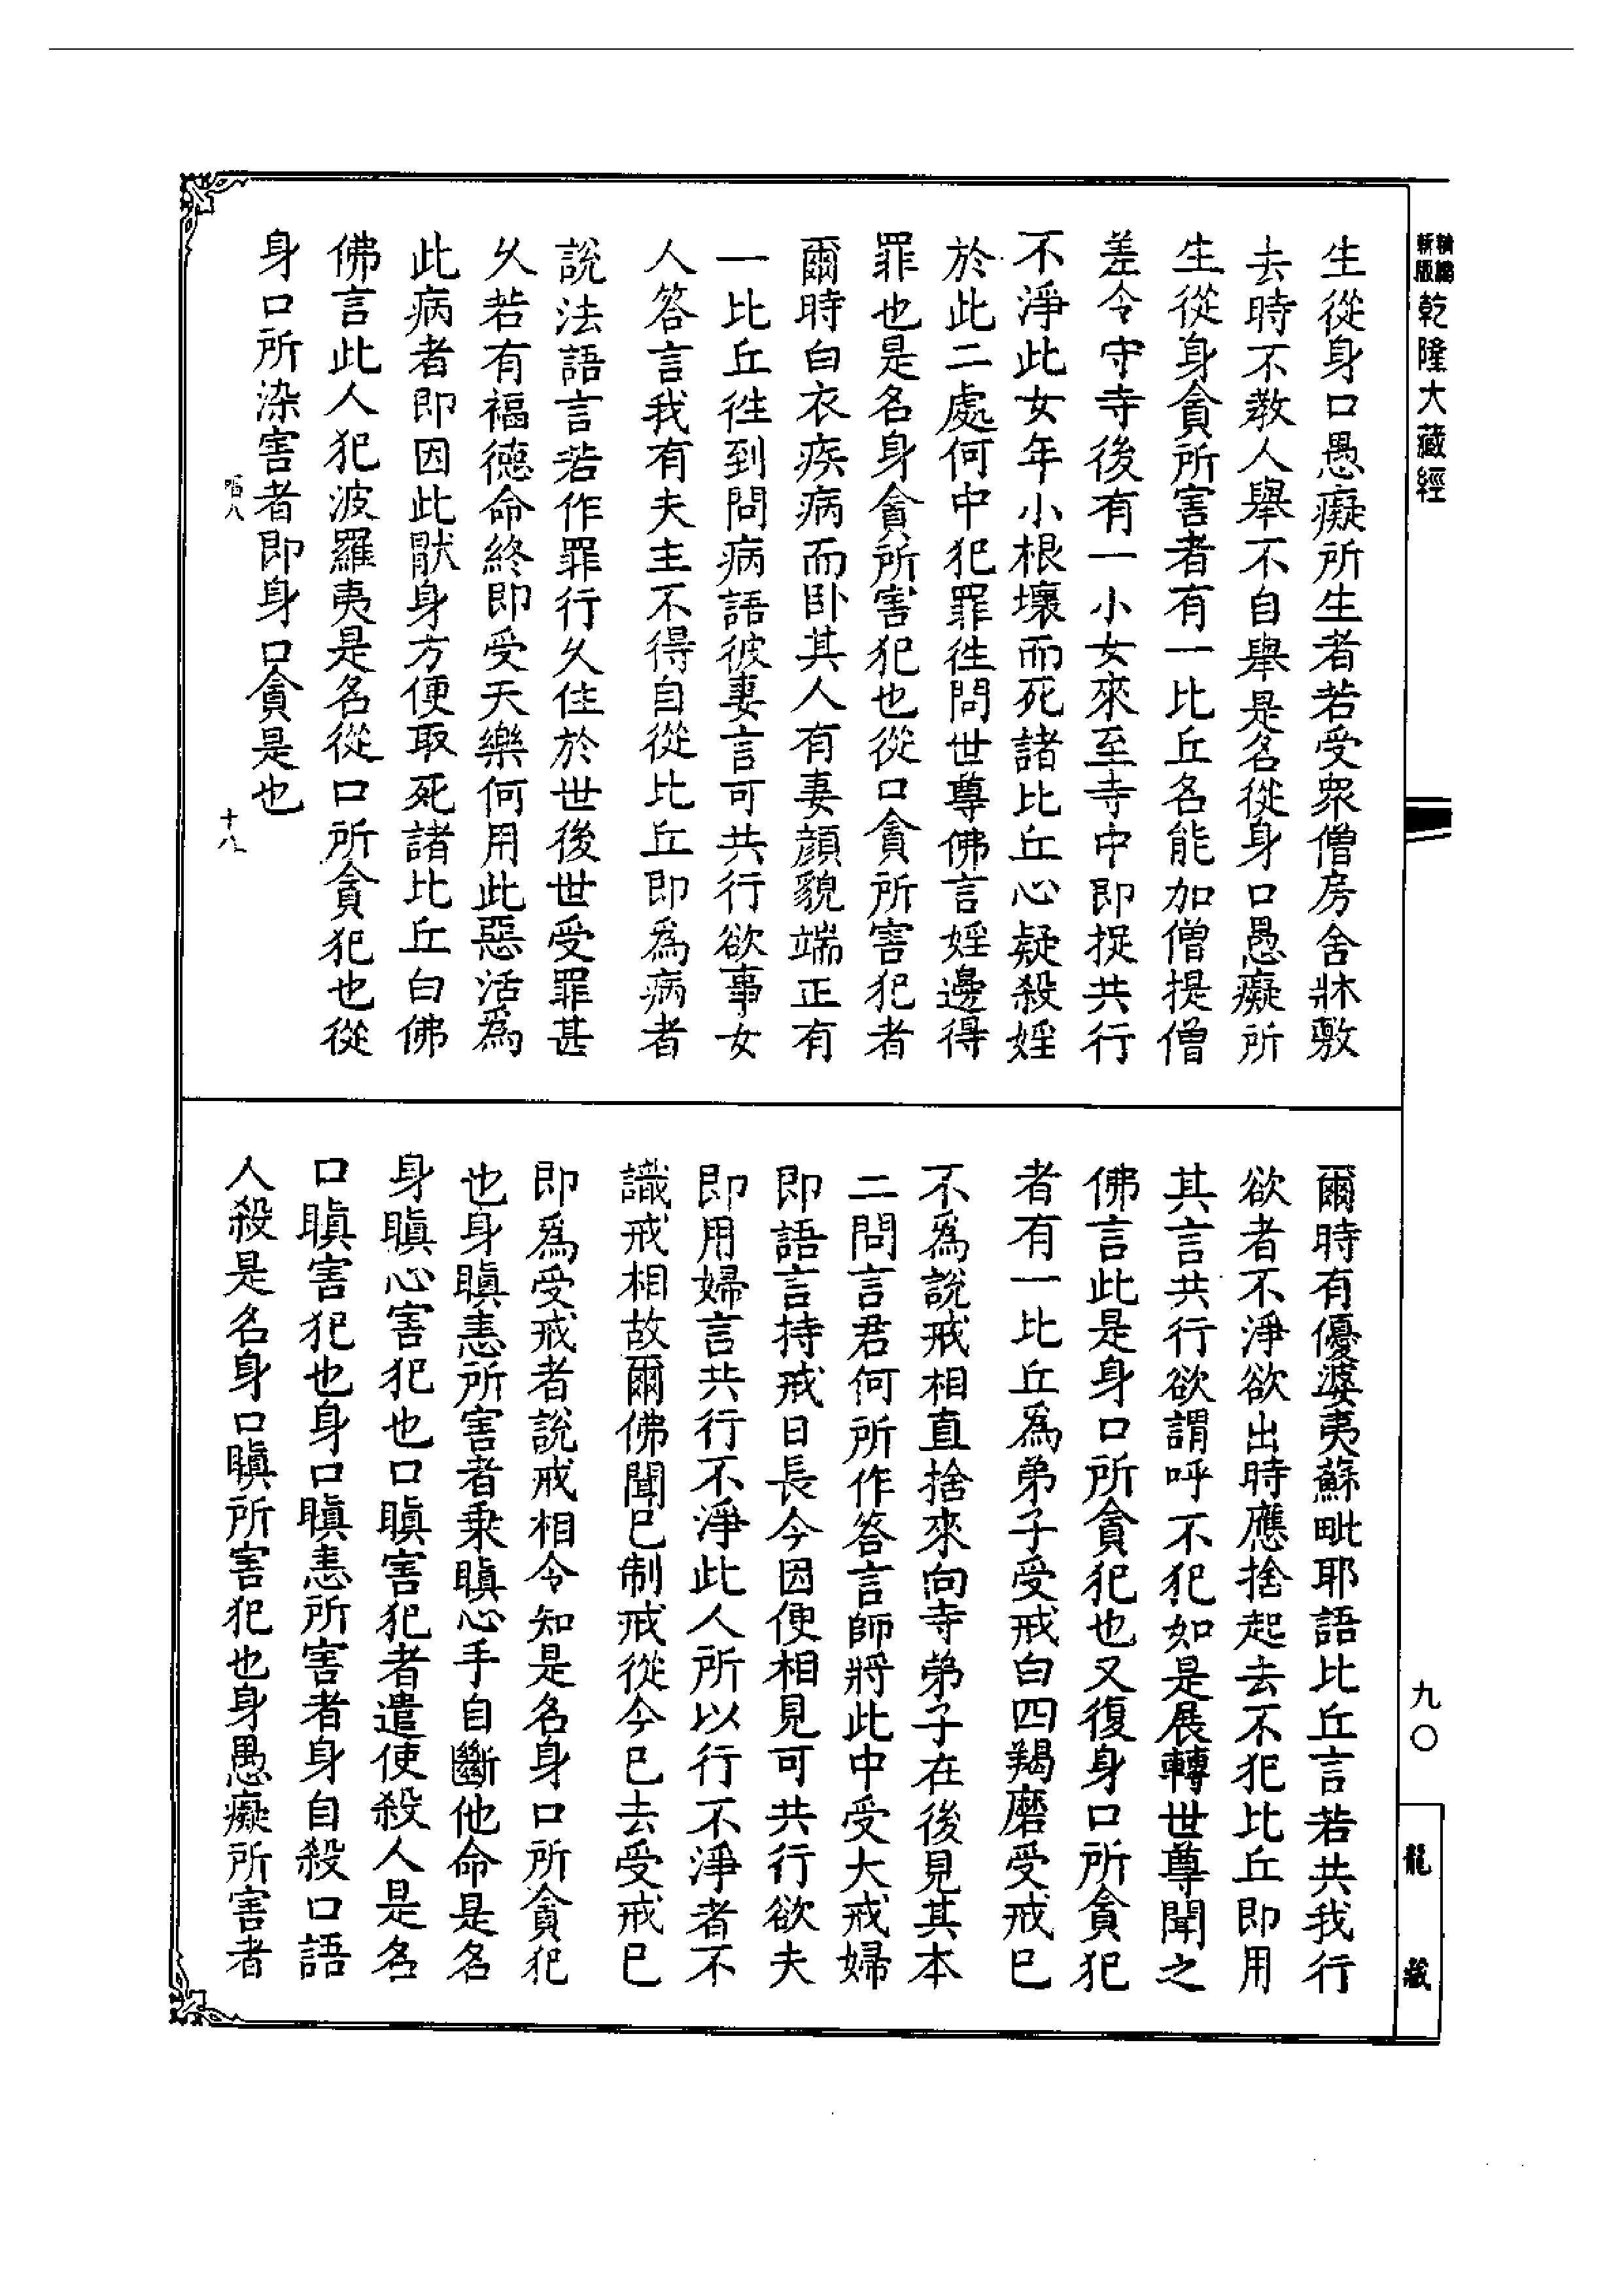 新編
新版
乾隆大藏經
生從身口愚癡所生者若受眾僧房舍牀敷
去時不教人舉不自舉是名從身口愚癡所
生從身貪所害者有一比丘名能加僧提僧
差令守寺後有一小女來至寺中即捉共行
不淨此女年小根壞而死諸比丘心疑殺婬
於此二處何中犯罪徃問世尊佛言婬邊得
罪也是名身貪所害犯也從口貪所害犯者
爾時白衣疾病而卧其人有妻顏貌端正有
一比丘徃到問病語彼妻言可共行欲事女
人答言我有夫主不得自從比丘即為病者
說法語言若作罪行久住於世後世受罪甚
久若有福德命終即受天樂何用此惡活為
此病者即因此猒身方便取死諸比丘白佛
佛言此人犯波羅夷是名從口所貪犯也從
身口所染害者即身口貪是也
十八
爾時有優婆夷蘇毗耶語比丘言若共我行
欲者不淨欲出時應捨起去不犯比丘即用
其言共行欲謂呼不犯如是展轉世尊聞之
佛言此是身口所貪犯也又復身口所貪犯
者有一比丘為弟子受戒白四羯磨受戒巳
不為說戒相直捨來向寺弟子在後見其本
二問言君何所作答言師將此中受大戒婦
即語言持戒日長今因便相見可共行欲夫
即用婦言共行不淨此人所以行不淨者不
識戒相故爾佛聞巳制戒從今巳去受戒巳
即為受戒者說戒相令知是名身口所貪犯
也身瞋恚所害者乘瞋心手自斷他命是名
身瞋心害犯也口瞋害犯者遣使殺人是名
口瞋害犯也身口瞋恚所害者身自殺口語
人殺是名身口瞋所害犯也身愚癡所害者
九〇
龍藏